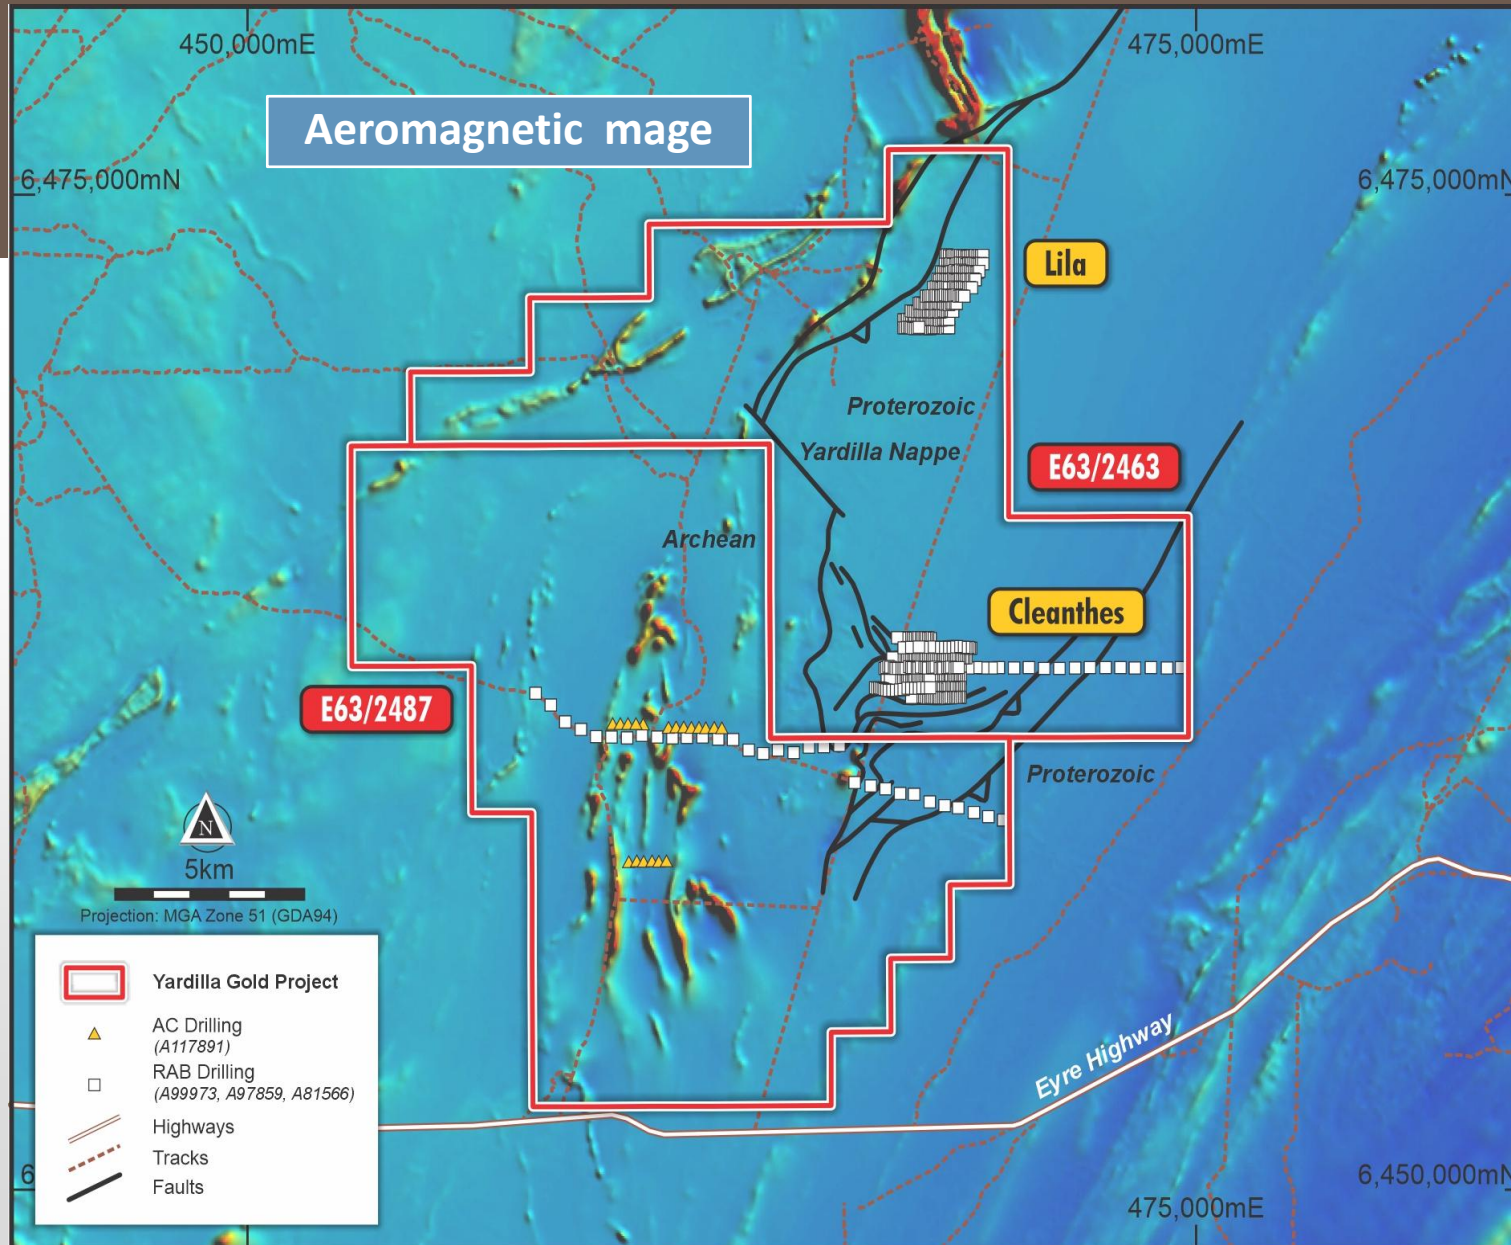 450,000mE
475,000mE
Aeromagnetic mage
6,475,000mN
6,475,000mN
Lila
Proterozoic
Yardilla Nappe
E63/2463
Archean
Cleanthes
E63/2487
Proterozoic
N
5km
Projection: MGA Zone 51 (GDA94)
Yardilla Gold Project
AC Drilling
(A117891)
RAB Drilling
(A99973, A97859, A81566)
Highways
Tracks
Faults
Eyre Highway
6
6,450,000mN
475,000mE